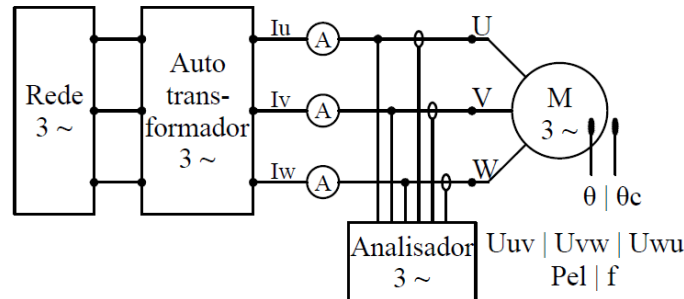 Rede
3 ~
Auto
trans-
formador
3 ~
Iu
A
U
Iv
A
V
Iw
A
W
M
3 ~
θ | θc
Analisador
3 ~
Uuv | Uvw | Uwu
Pel | f